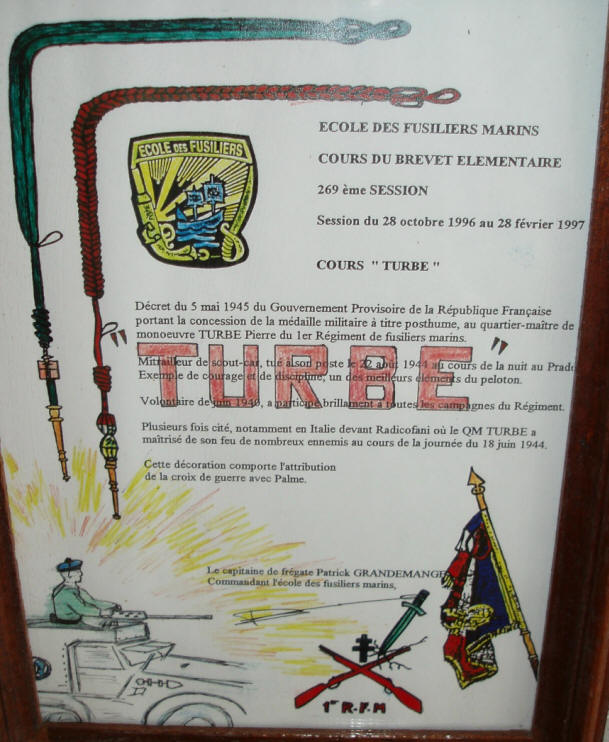 ECOLE DES FUSILIERS
ECOLE DES FUSILIERS MARINS
COURS DU BREVET ELEMENTAIRE
269 ème SESSION
Session du 28 octobre 1996 au 28 février 1997
COURS " TURBE "
Décret du 5 mai 1945 du Gouvernement Provisoire de la République Française
portant la concession de la médaille militaire à titre posthume, au quartier-maître de
monoeuvre TURBE Pierre du 1er Régiment de fusiliers marins.
"TURBE"
Mitrailleur de scout-car, tué alson poste le 22 août 1944 au cours de la nuit au Prade
Exemple de courage et de discipline, un des meilleurs éléments du peloton.
Volontaire de juin 1940, a participé brillament à toutes les campagnes du Régiment.
Plusieurs fois cité, notamment en Italie devant Radicofani où le QM TURBE a
maîtrisé de son feu de nombreux ennemis au cours de la journée du 18 juin 1944.
Cette décoration comporte l'attribution
de la croix de guerre avec Palme.
Le capitaine de frégate Patrick GRANDEMANGE
Commandant l'école des fusiliers marins,
1er R.F.M